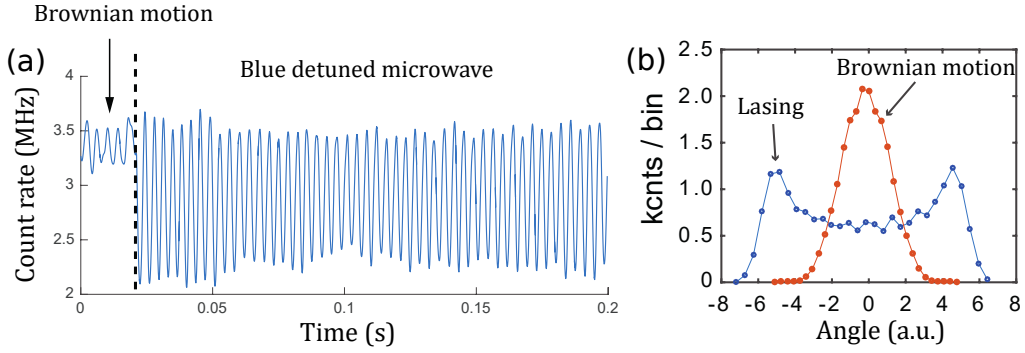 Brownian motion
(a)
Blue detuned microwave
Count rate (MHz)
4
3.5
3
2.5
2
0
0.05
0.1
0.15
0.2
Time (s)
(b)
Brownian motion
Lasing
kcnts / bin
2.5
2.0
1.5
1.0
0.5
0
-8
-6
-4
-2
0
2
4
6
8
Angle (a.u.)